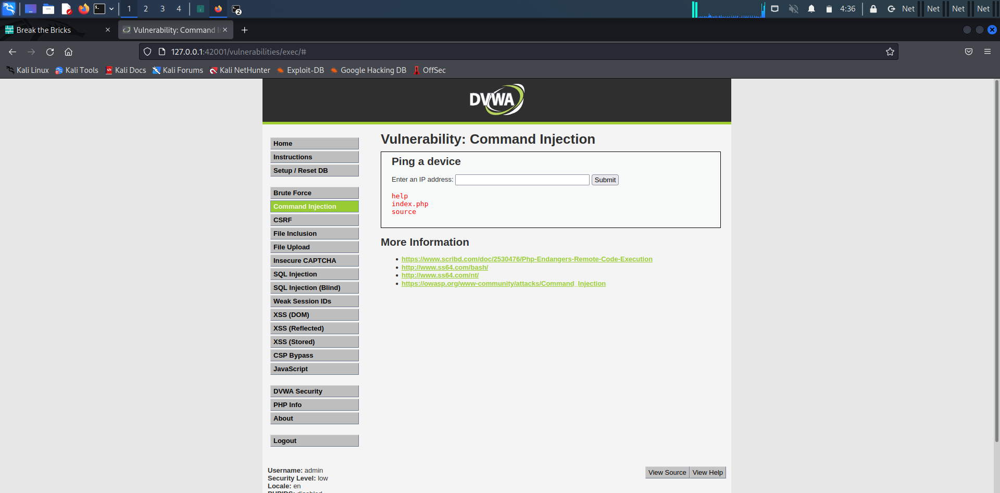 1 2 3 4 2 4:36 Net Net Net Net
Break the Bricks Vulnerability: Command I
127.0.0.1:42001/vulnerabilities/exec/#
Kali Linux Kali Tools Kali Docs Kali Forums Kali NetHunter Exploit-DB Google Hacking DB OffSec
DVWA
Home
Instructions
Setup / Reset DB
Brute Force
Command Injection
CSRF
File Inclusion
File Upload
Insecure CAPTCHA
SQL Injection
SQL Injection (Blind)
Weak Session IDs
XSS (DOM)
XSS (Reflected)
XSS (Stored)
CSP Bypass
JavaScript
DVWA Security
PHP Info
About
Logout
Vulnerability: Command Injection
Ping a device
Enter an IP address: Submit
help
index.php
source
More Information
https://www.scribd.com/doc/2530476/Php-Endangers-Remote-Code-Execution
http://www.ss64.com/bash/
http://www.ss64.com/nt/
https://owasp.org/www-community/attacks/Command_Injection
Username: admin
Security Level: low
Locale: en
PHPIDS: disabled
View Source View Help